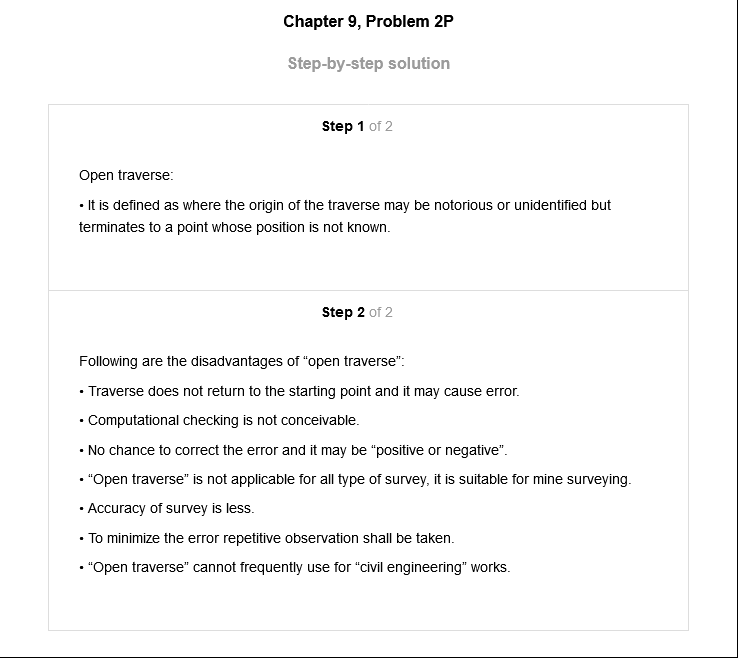 Chapter 9, Problem 2P
Step-by-step solution
Step 1 of 2
Open traverse:
• It is defined as where the origin of the traverse may be notorious or unidentified but
terminates to a point whose position is not known.
Step 2 of 2
Following are the disadvantages of “open traverse”:
• Traverse does not return to the starting point and it may cause error.
• Computational checking is not conceivable.
• No chance to correct the error and it may be “positive or negative”.
• “Open traverse” is not applicable for all type of survey, it is suitable for mine surveying.
• Accuracy of survey is less.
• To minimize the error repetitive observation shall be taken.
• “Open traverse” cannot frequently use for “civil engineering” works.